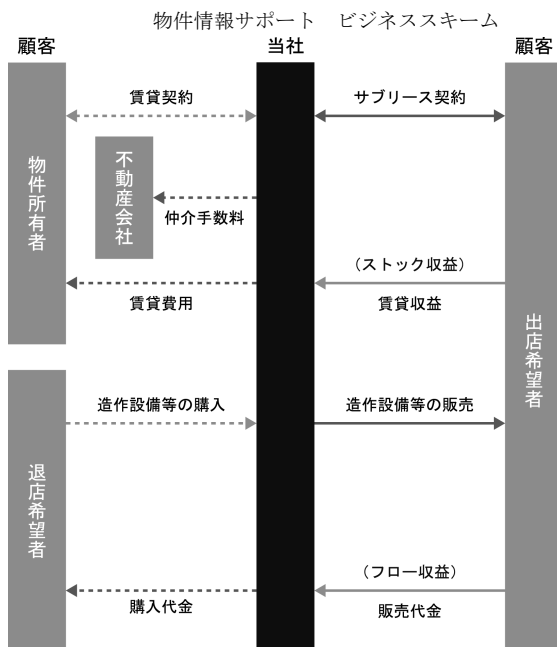 物件情報サポート　ビジネススキーム
顧客
当社
顧客
賃貸契約
サブリース契約
物件所有者
不動産会社
仲介手数料
（ストック収益）
賃貸費用
賃貸収益
出店希望者
造作設備等の購入
造作設備等の販売
退店希望者
（フロー収益）
購入代金
販売代金